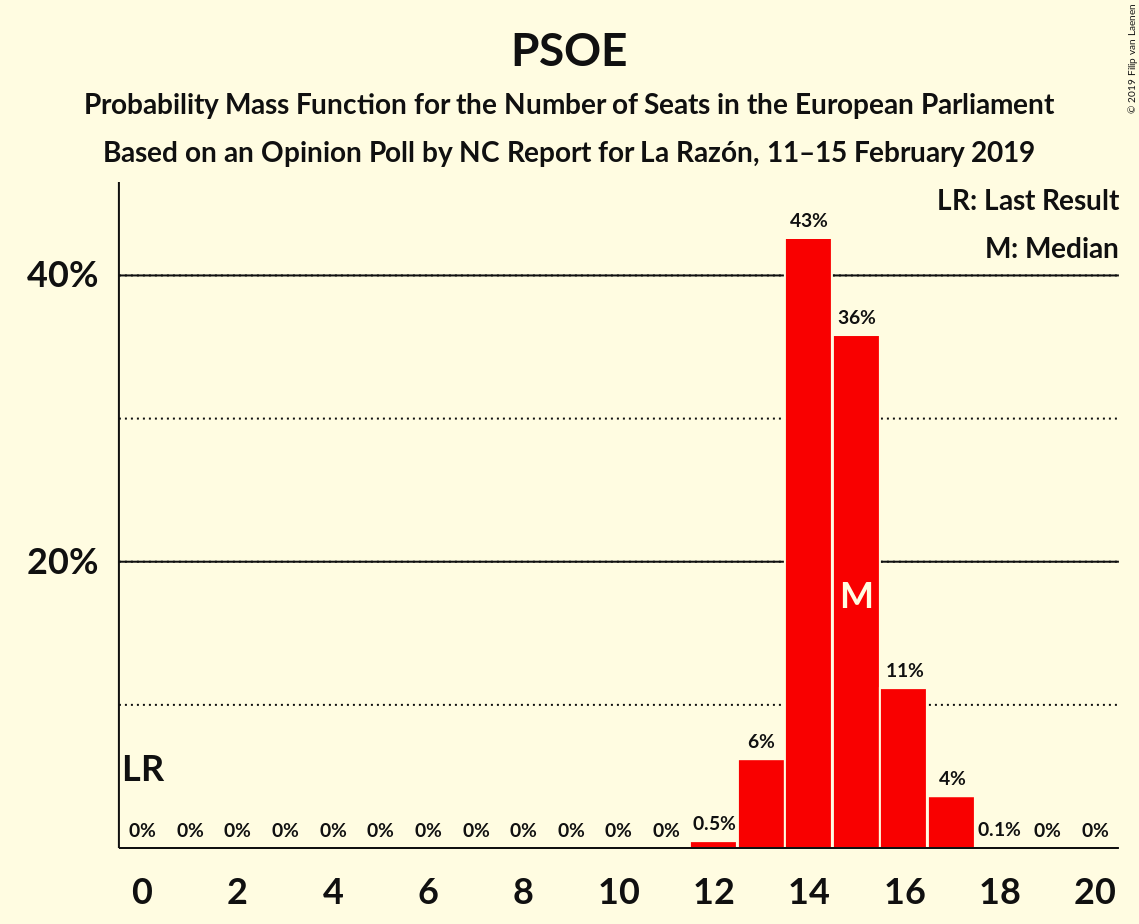 PSOE
Probability Mass Function for the Number of Seats in the European Parliament
Based on an Opinion Poll by NC Report for La Razón, 11–15 February 2019
© 2019 Filip van Laenen
LR: Last Result
M: Median
43%
40%
36%
20%
M
11%
6%
LR
4%
0% 0% 0% 0% 0% 0% 0% 0% 0% 0% 0% 0% 0.5% 0.1% 0% 0%
0 2 4 6 8 10 12 14 16 18 20